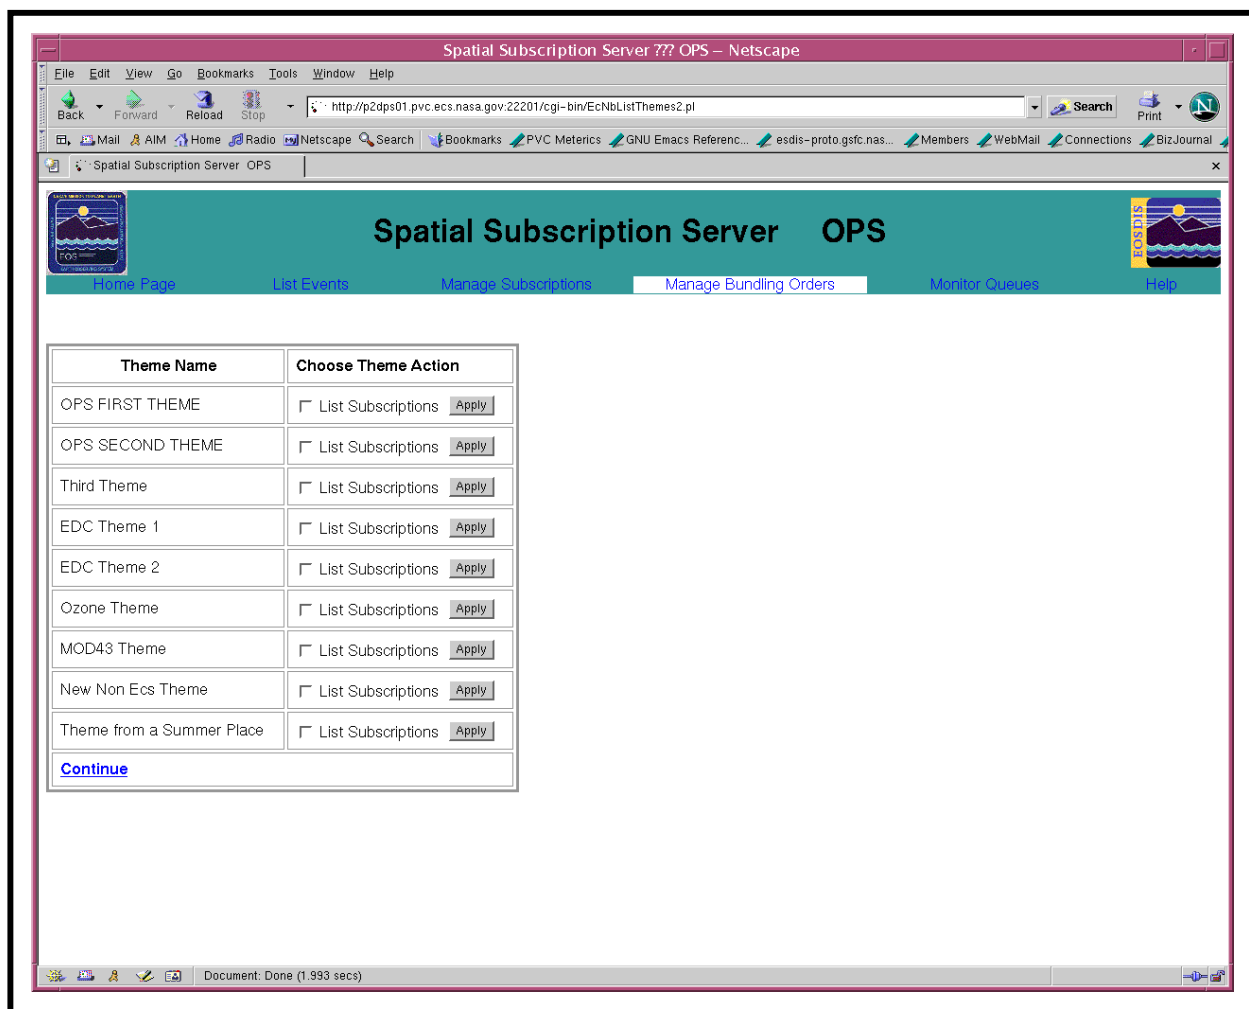 Spatial Subscription Server ??? OPS – Netscape
File Edit View Go Bookmarks Tools Window Help
Back Forward Reload Stop http://p2dps01.pvc.ecs.nasa.gov:22201/cgi-bin/EcNbListThemes2.pl Search Print N
Mail AIM Home Radio Netscape Search Bookmarks PVC Meterics GNU Emacs Referenc... esdis-proto.gsfc.nas... Members WebMail Connections BizJournal
Spatial Subscription Server OPS
EOS
Spatial Subscription Server OPS
EOSDIS
Home Page List Events Manage Subscriptions Manage Bundling Orders Monitor Queues Help
Theme Name Choose Theme Action
OPS FIRST THEME List Subscriptions Apply
OPS SECOND THEME List Subscriptions Apply
Third Theme List Subscriptions Apply
EDC Theme 1 List Subscriptions Apply
EDC Theme 2 List Subscriptions Apply
Ozone Theme List Subscriptions Apply
MOD43 Theme List Subscriptions Apply
New Non Ecs Theme List Subscriptions Apply
Theme from a Summer Place List Subscriptions Apply
Continue
Document: Done (1.993 secs)